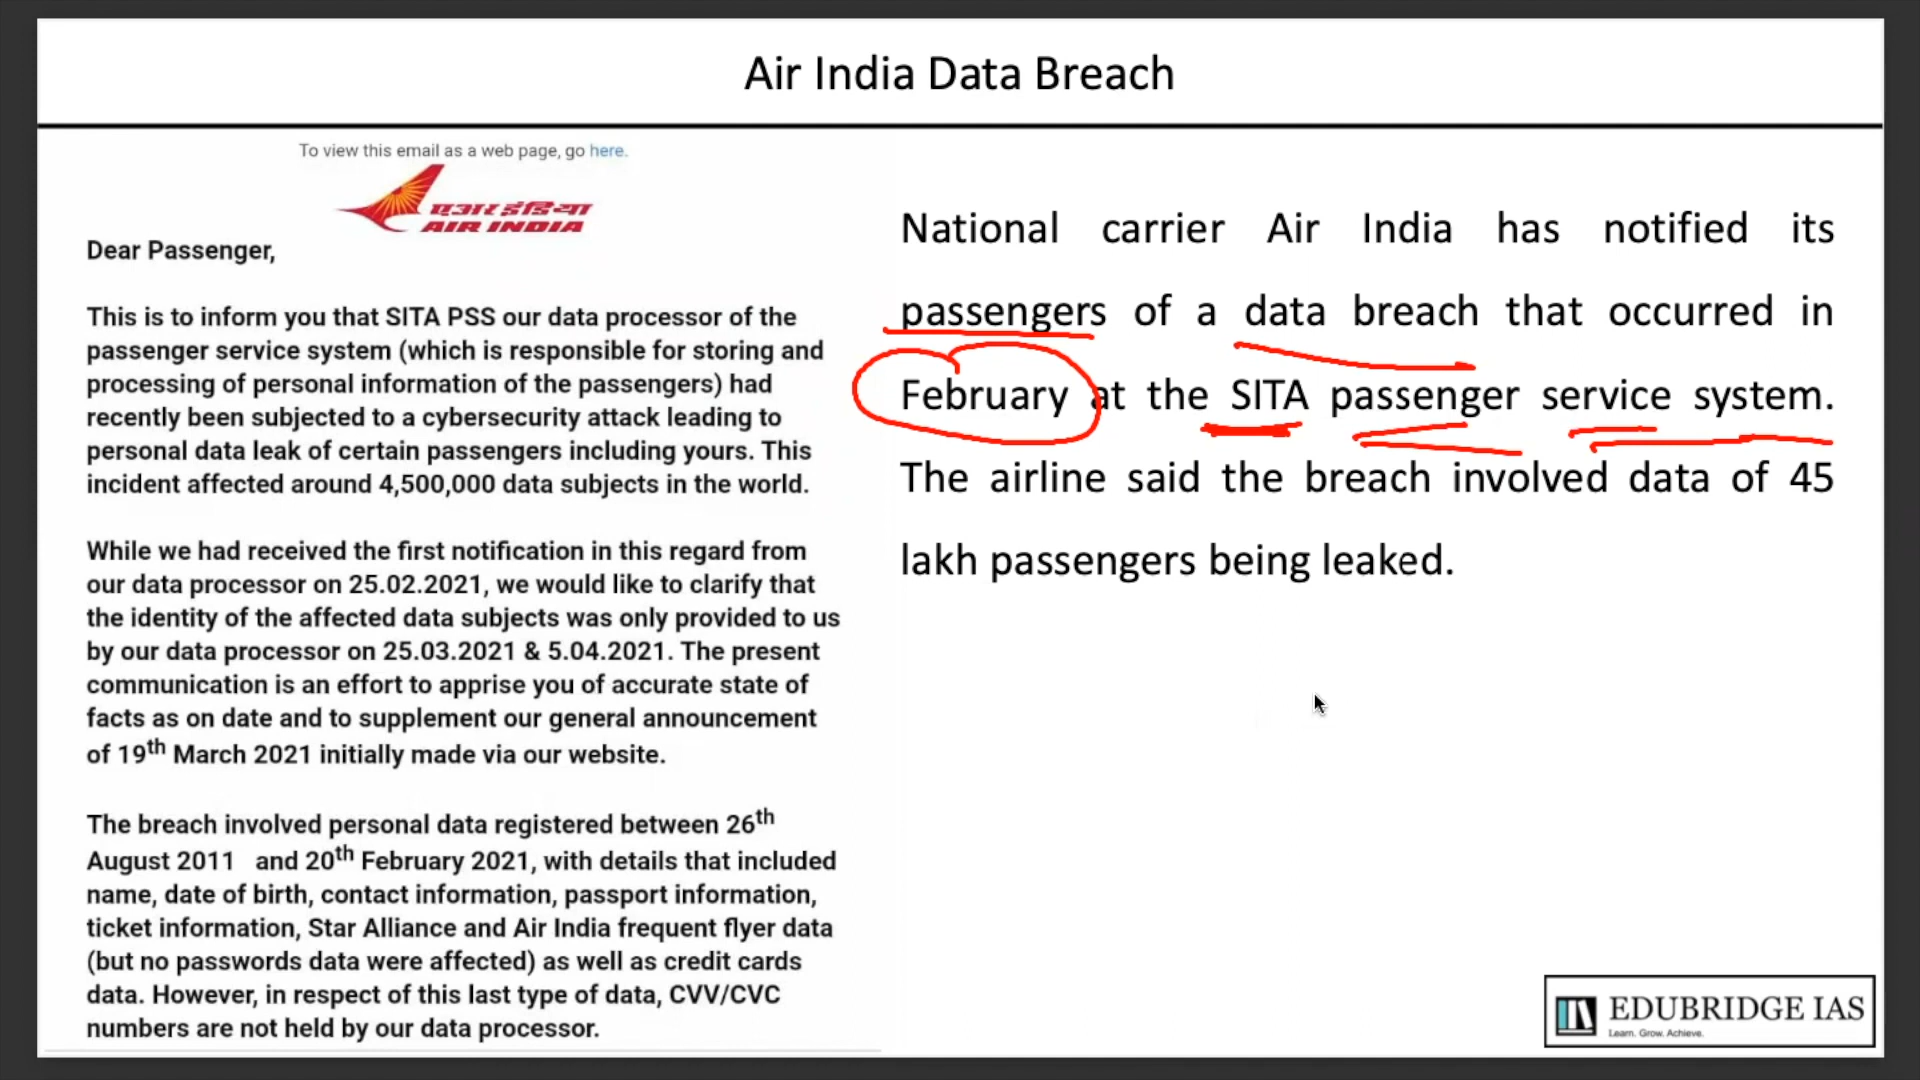 Air India Data Breach
To view this email as a web page, go here.
एअर इंडिया
AIR INDIA
Dear Passenger,
This is to inform you that SITA PSS our data processor of the
passenger service system (which is responsible for storing and
processing of personal information of the passengers) had
recently been subjected to a cybersecurity attack leading to
personal data leak of certain passengers including yours. This
incident affected around 4,500,000 data subjects in the world.
While we had received the first notification in this regard from
our data processor on 25.02.2021, we would like to clarify that
the identity of the affected data subjects was only provided to us
by our data processor on 25.03.2021 & 5.04.2021. The present
communication is an effort to apprise you of accurate state of
facts as on date and to supplement our general announcement
of 19th March 2021 initially made via our website.
The breach involved personal data registered between 26th
August 2011 and 20th February 2021, with details that included
name, date of birth, contact information, passport information,
ticket information, Star Alliance and Air India frequent flyer data
(but no passwords data were affected) as well as credit cards
data. However, in respect of this last type of data, CVV/CVC
numbers are not held by our data processor.
National carrier Air India has notified its
passengers of a data breach that occurred in
February at the SITA passenger service system.
The airline said the breach involved data of 45
lakh passengers being leaked.
EDUBRIDGE IAS
Learn. Grow. Achieve.